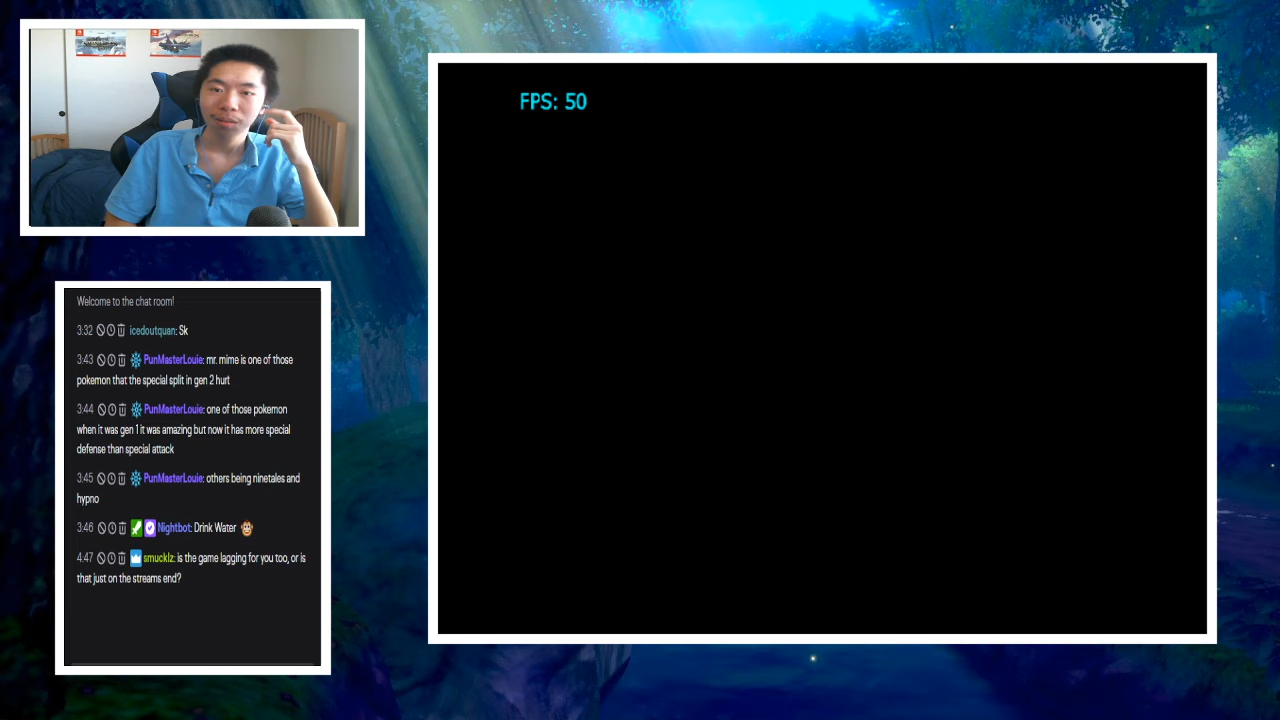 FPS: 50
Welcome to the chat room!
3:32 icedoutquan: Sk
3:43 PunMasterLouie: mr. mime is one of those
pokemon that the special split in gen 2 hurt
3:44 PunMasterLouie: one of those pokemon
when it was gen 1 it was amazing but now it has more special
defense than special attack
3:45 PunMasterLouie: others being ninetales and
hypno
3:46 Nightbot: Drink Water
4:47 smucklz: is the game lagging for you too, or is
that just on the streams end?